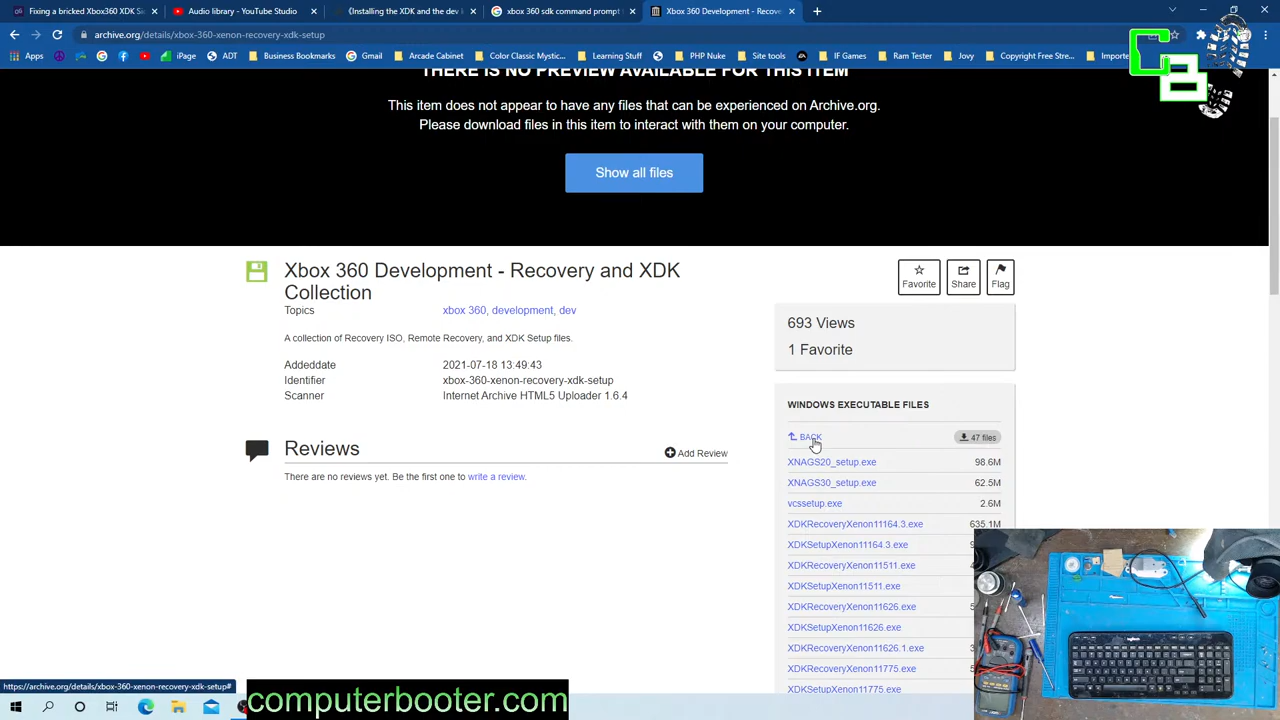 Fixing a bricked Xbox360 XDK S
Audio library - YouTube Studio
(Installing the XDK and the dev k
xbox 360 sdk command prompt
Xbox 360 Development - Recove
archive.org/details/xbox-360-xenon-recovery-xdk-setup
Apps
iPage
ADT
Business Bookmarks
Gmail
Arcade Cabinet
Color Classic Mystic...
Learning Stuff
PHP Nuke
Site tools
IF Games
Ram Tester
Jovy
Copyright Free Stre...
Importe
CB
THERE IS NO PREVIEW AVAILABLE FOR THIS ITEM
This item does not appear to have any files that can be experienced on Archive.org.
Please download files in this item to interact with them on your computer.
Show all files
Xbox 360 Development - Recovery and XDK
Collection
Topics xbox 360, development, dev
A collection of Recovery ISO, Remote Recovery, and XDK Setup files.
Addeddate 2021-07-18 13:49:43
Identifier xbox-360-xenon-recovery-xdk-setup
Scanner Internet Archive HTML5 Uploader 1.6.4
Reviews
Add Review
There are no reviews yet. Be the first one to write a review.
Favorite Share Flag
693 Views
1 Favorite
WINDOWS EXECUTABLE FILES
BACK 47 files
XNAGS20_setup.exe 98.6M
XNAGS30_setup.exe 62.5M
vcssetup.exe 2.6M
XDKRecoveryXenon11164.3.exe 635.1M
XDKSetupXenon11164.3.exe
XDKRecoveryXenon11511.exe
XDKSetupXenon11511.exe
XDKRecoveryXenon11626.exe
XDKSetupXenon11626.exe
XDKRecoveryXenon11626.1.exe
XDKRecoveryXenon11775.exe
XDKSetupXenon11775.exe
https://archive.org/details/xbox-360-xenon-recovery-xdk-setup#
computerbooter.com